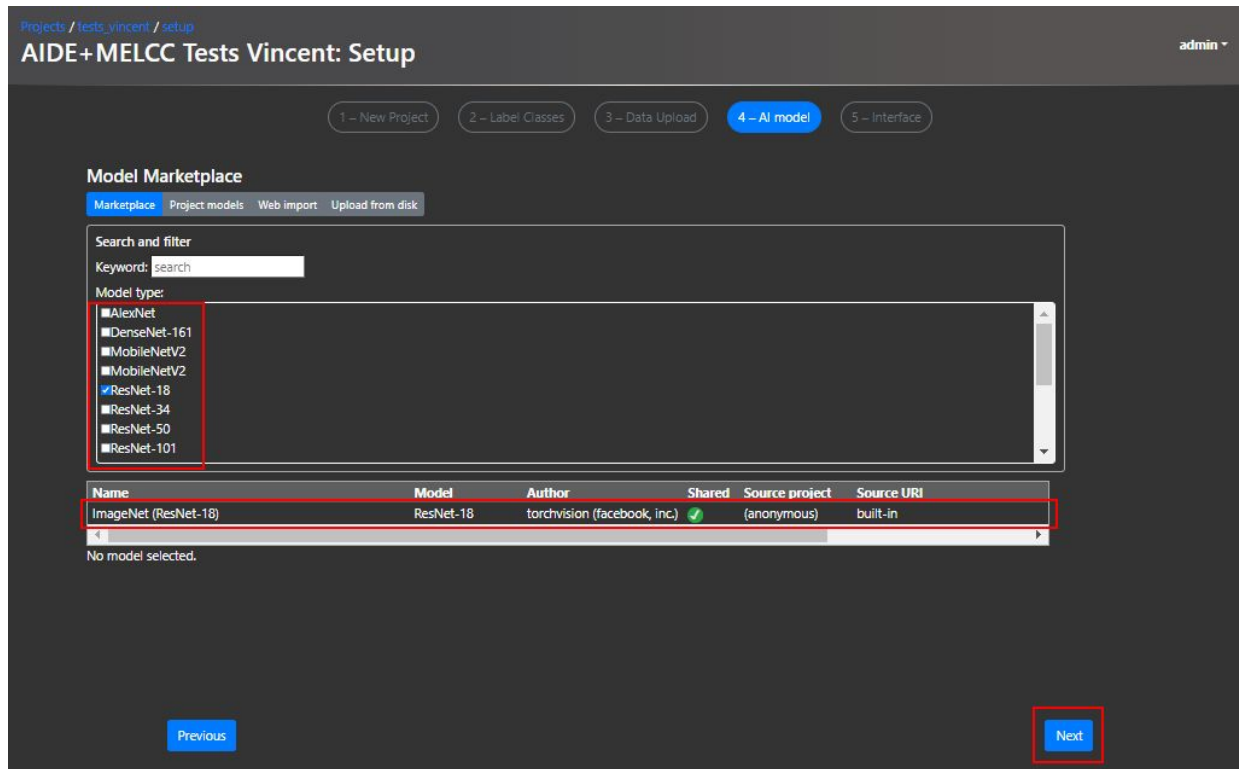 Projects / tests_vincent / setup
AIDE+MELCC Tests Vincent: Setup
admin
1 – New Project 2 – Label Classes 3 – Data Upload 4 – AI model 5 – Interface
Model Marketplace
Marketplace Project models Web import Upload from disk
Search and filter
Keyword: search
Model type:
AlexNet
DenseNet-161
MobileNetV2
MobileNetV2
ResNet-18
ResNet-34
ResNet-50
ResNet-101
Name Model Author Shared Source project Source URI
ImageNet (ResNet-18) ResNet-18 torchvision (facebook, inc.) (anonymous) built-in
No model selected.
Previous Next